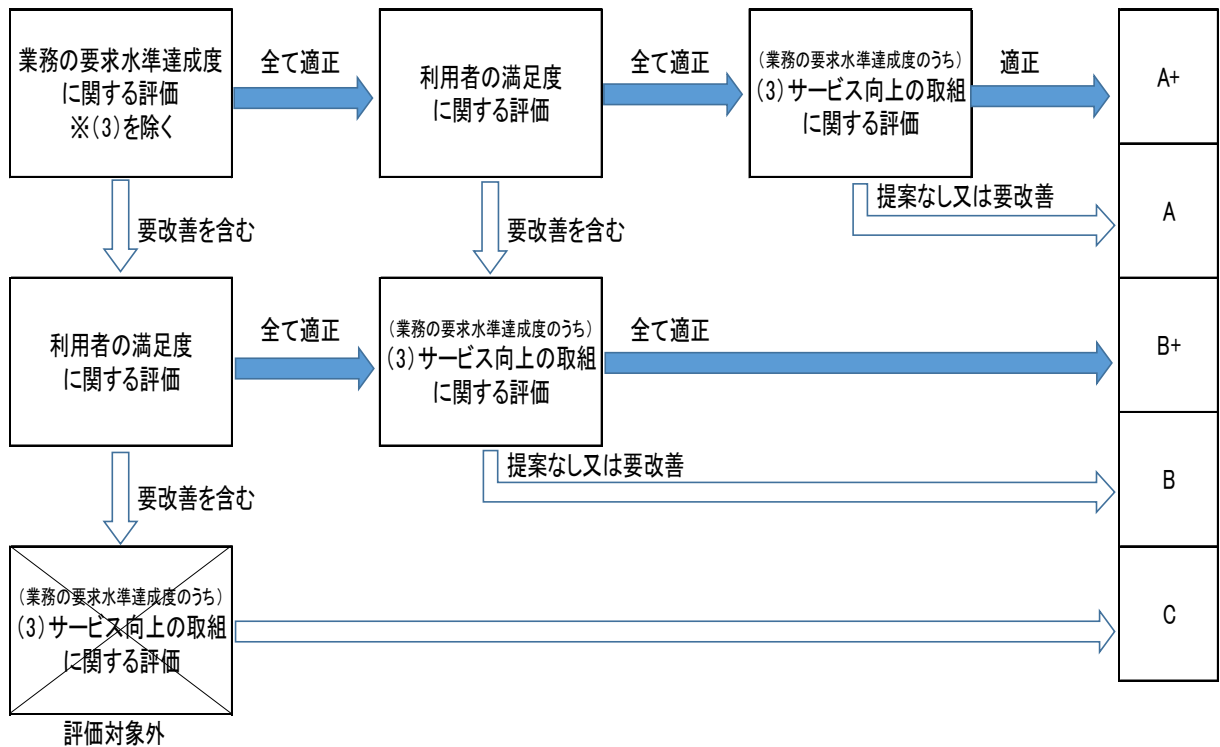 業務の要求水準達成度
に関する評価
※(3)を除く
全て適正
利用者の満足度
に関する評価
全て適正
(業務の要求水準達成度のうち)
(3)サービス向上の取組
に関する評価
適正
A+
要改善を含む
要改善を含む
提案なし又は要改善
A
利用者の満足度
に関する評価
全て適正
(業務の要求水準達成度のうち)
(3)サービス向上の取組
に関する評価
全て適正
B+
要改善を含む
提案なし又は要改善
B
(業務の要求水準達成度のうち)
(3)サービス向上の取組
に関する評価
C
評価対象外